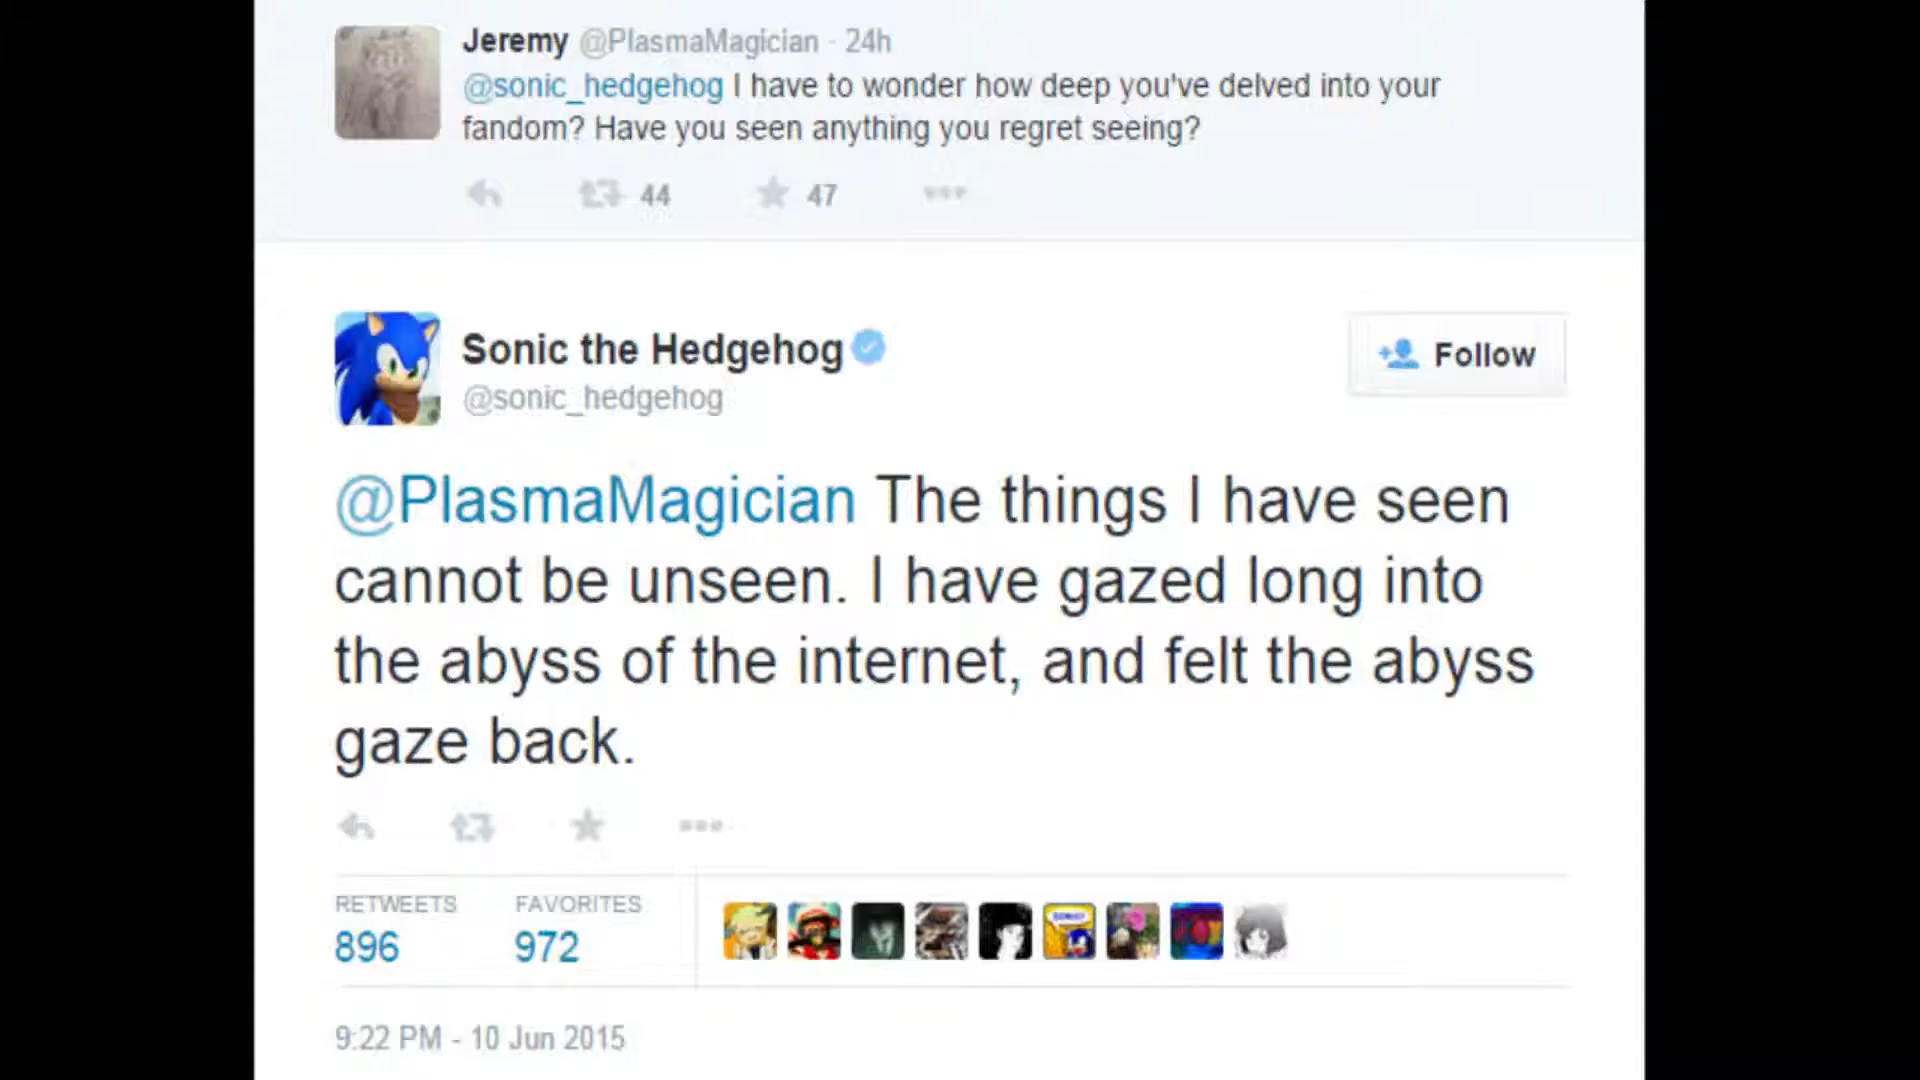 Jeremy @PlasmaMagician · 24h
@sonic_hedgehog I have to wonder how deep you've delved into your
fandom? Have you seen anything you regret seeing?
44 47
Sonic the Hedgehog
@sonic_hedgehog
Follow
@PlasmaMagician The things I have seen
cannot be unseen. I have gazed long into
the abyss of the internet, and felt the abyss
gaze back.
RETWEETS FAVORITES
896 972
9:22 PM - 10 Jun 2015